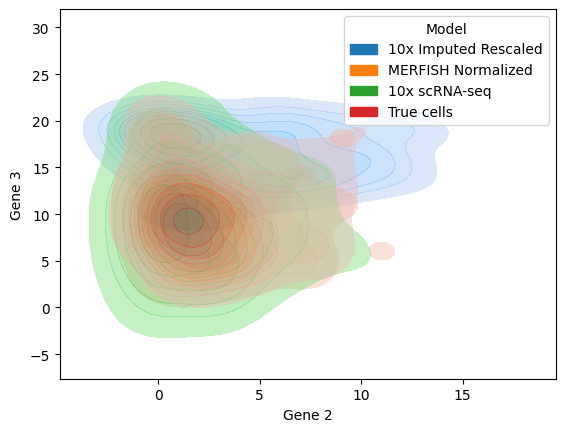 Model
10x Imputed Rescaled
MERFISH Normalized
10x scRNA-seq
True cells
30
25
20
15
10
5
0
−5
Gene 3
0
5
10
15
Gene 2